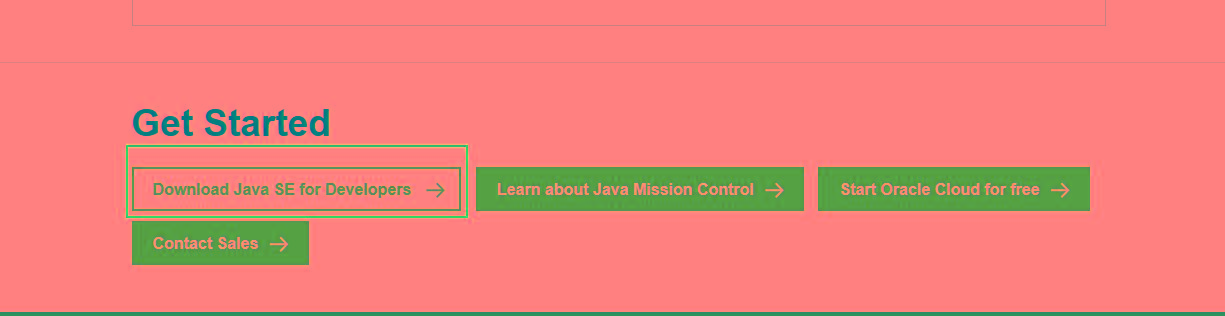 Get Started
Download Java SE for Developers
Learn about Java Mission Control
Start Oracle Cloud for free
Contact Sales